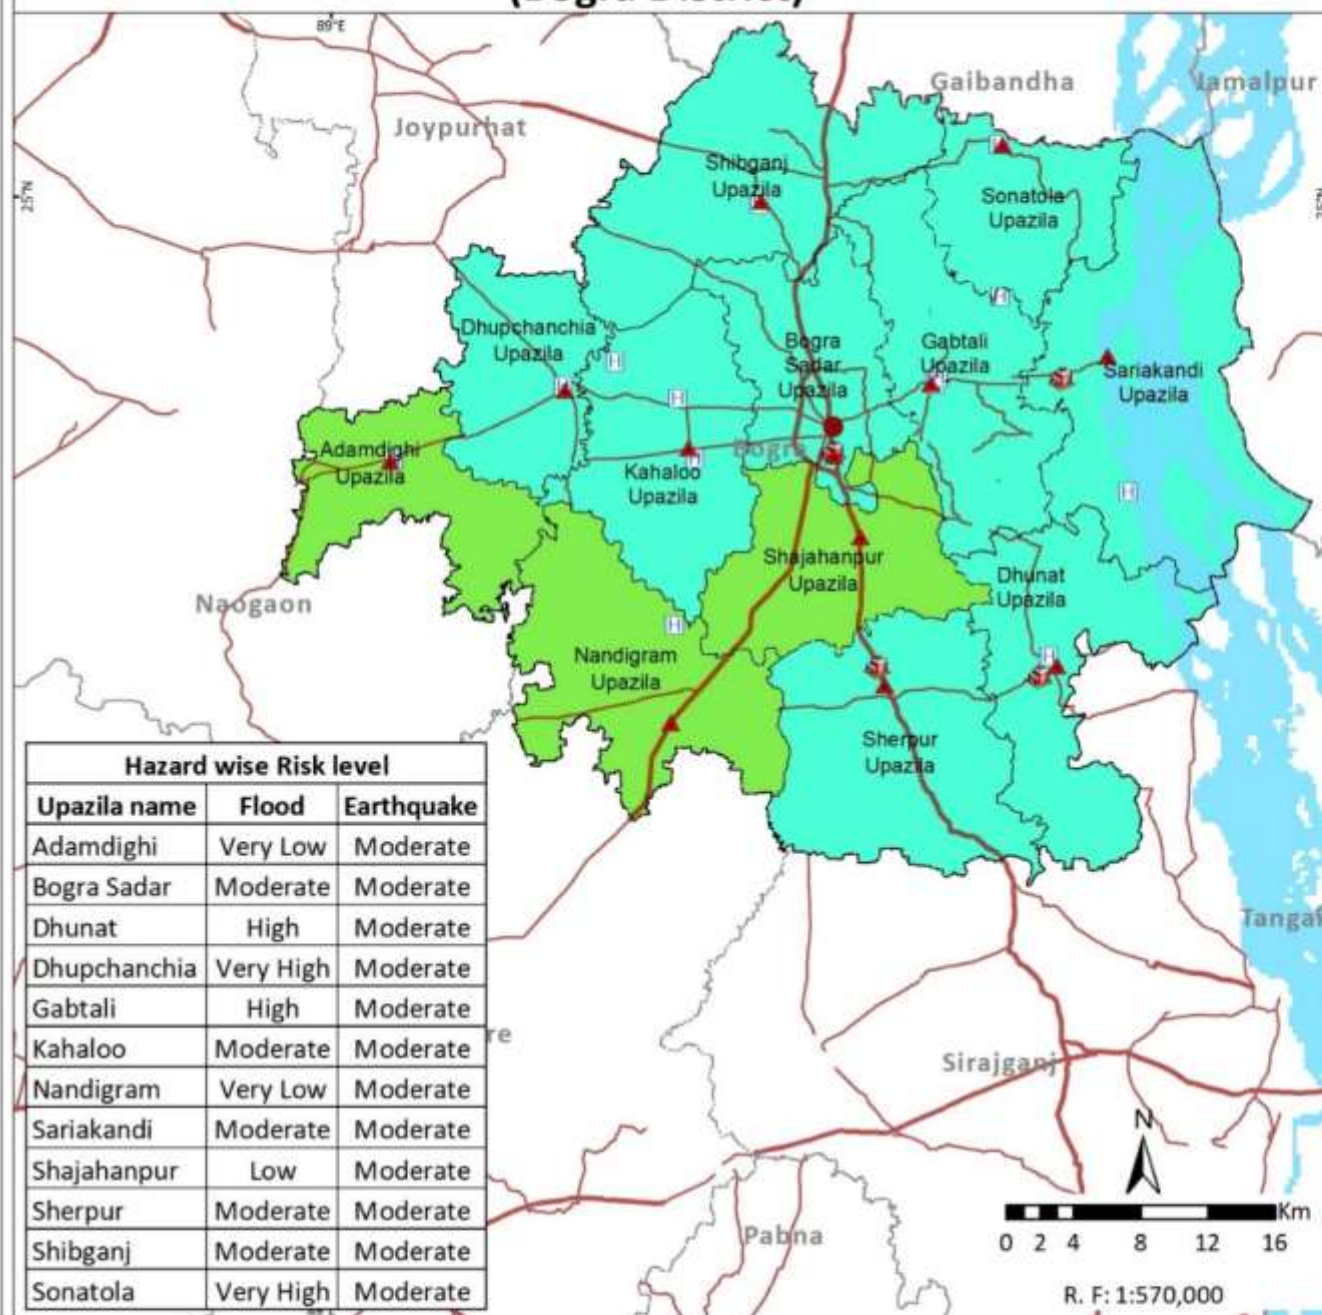 89°E
Gaibandha
Jamalpur
Joypurhat
25°N
Shibganj
Upazila
Sonatola
Upazila
Dhupchanchia
Upazila
Bogra
Sadar
Upazila
Gabtali
Upazila
Sariakandi
Upazila
Adamdighi
Upazila
Bogra
Kahaloo
Upazila
Shajahanpur
Upazila
Dhunat
Upazila
Naogaon
Nandigram
Upazila
Sherpur
Upazila
H
H
H
H
H
H
H
Hazard wise Risk level
Upazila name Flood Earthquake
Adamdighi Very Low Moderate
Bogra Sadar Moderate Moderate
Dhunat High Moderate
Dhupchanchia Very High Moderate
Gabtali High Moderate
Kahaloo Moderate Moderate
Nandigram Very Low Moderate
Sariakandi Moderate Moderate
Shajahanpur Low Moderate
Sherpur Moderate Moderate
Shibganj Moderate Moderate
Sonatola Very High Moderate
re
Sirajganj
Pabna
N
Km
0 2 4 8 12 16
R. F: 1:570,000